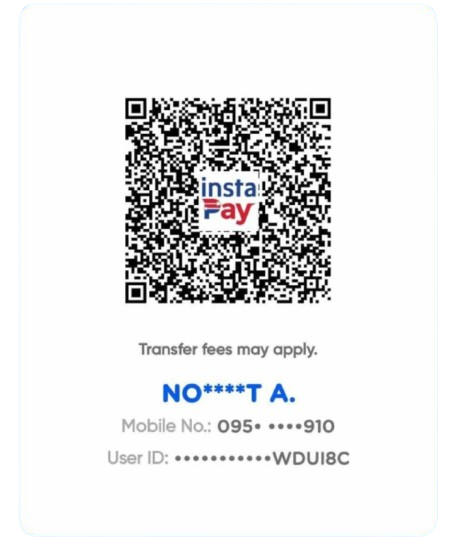 insta
Pay
Transfer fees may apply.
NO****T A.
Mobile No.: 095• ••••910
User ID: •••••••••••WDUI8C